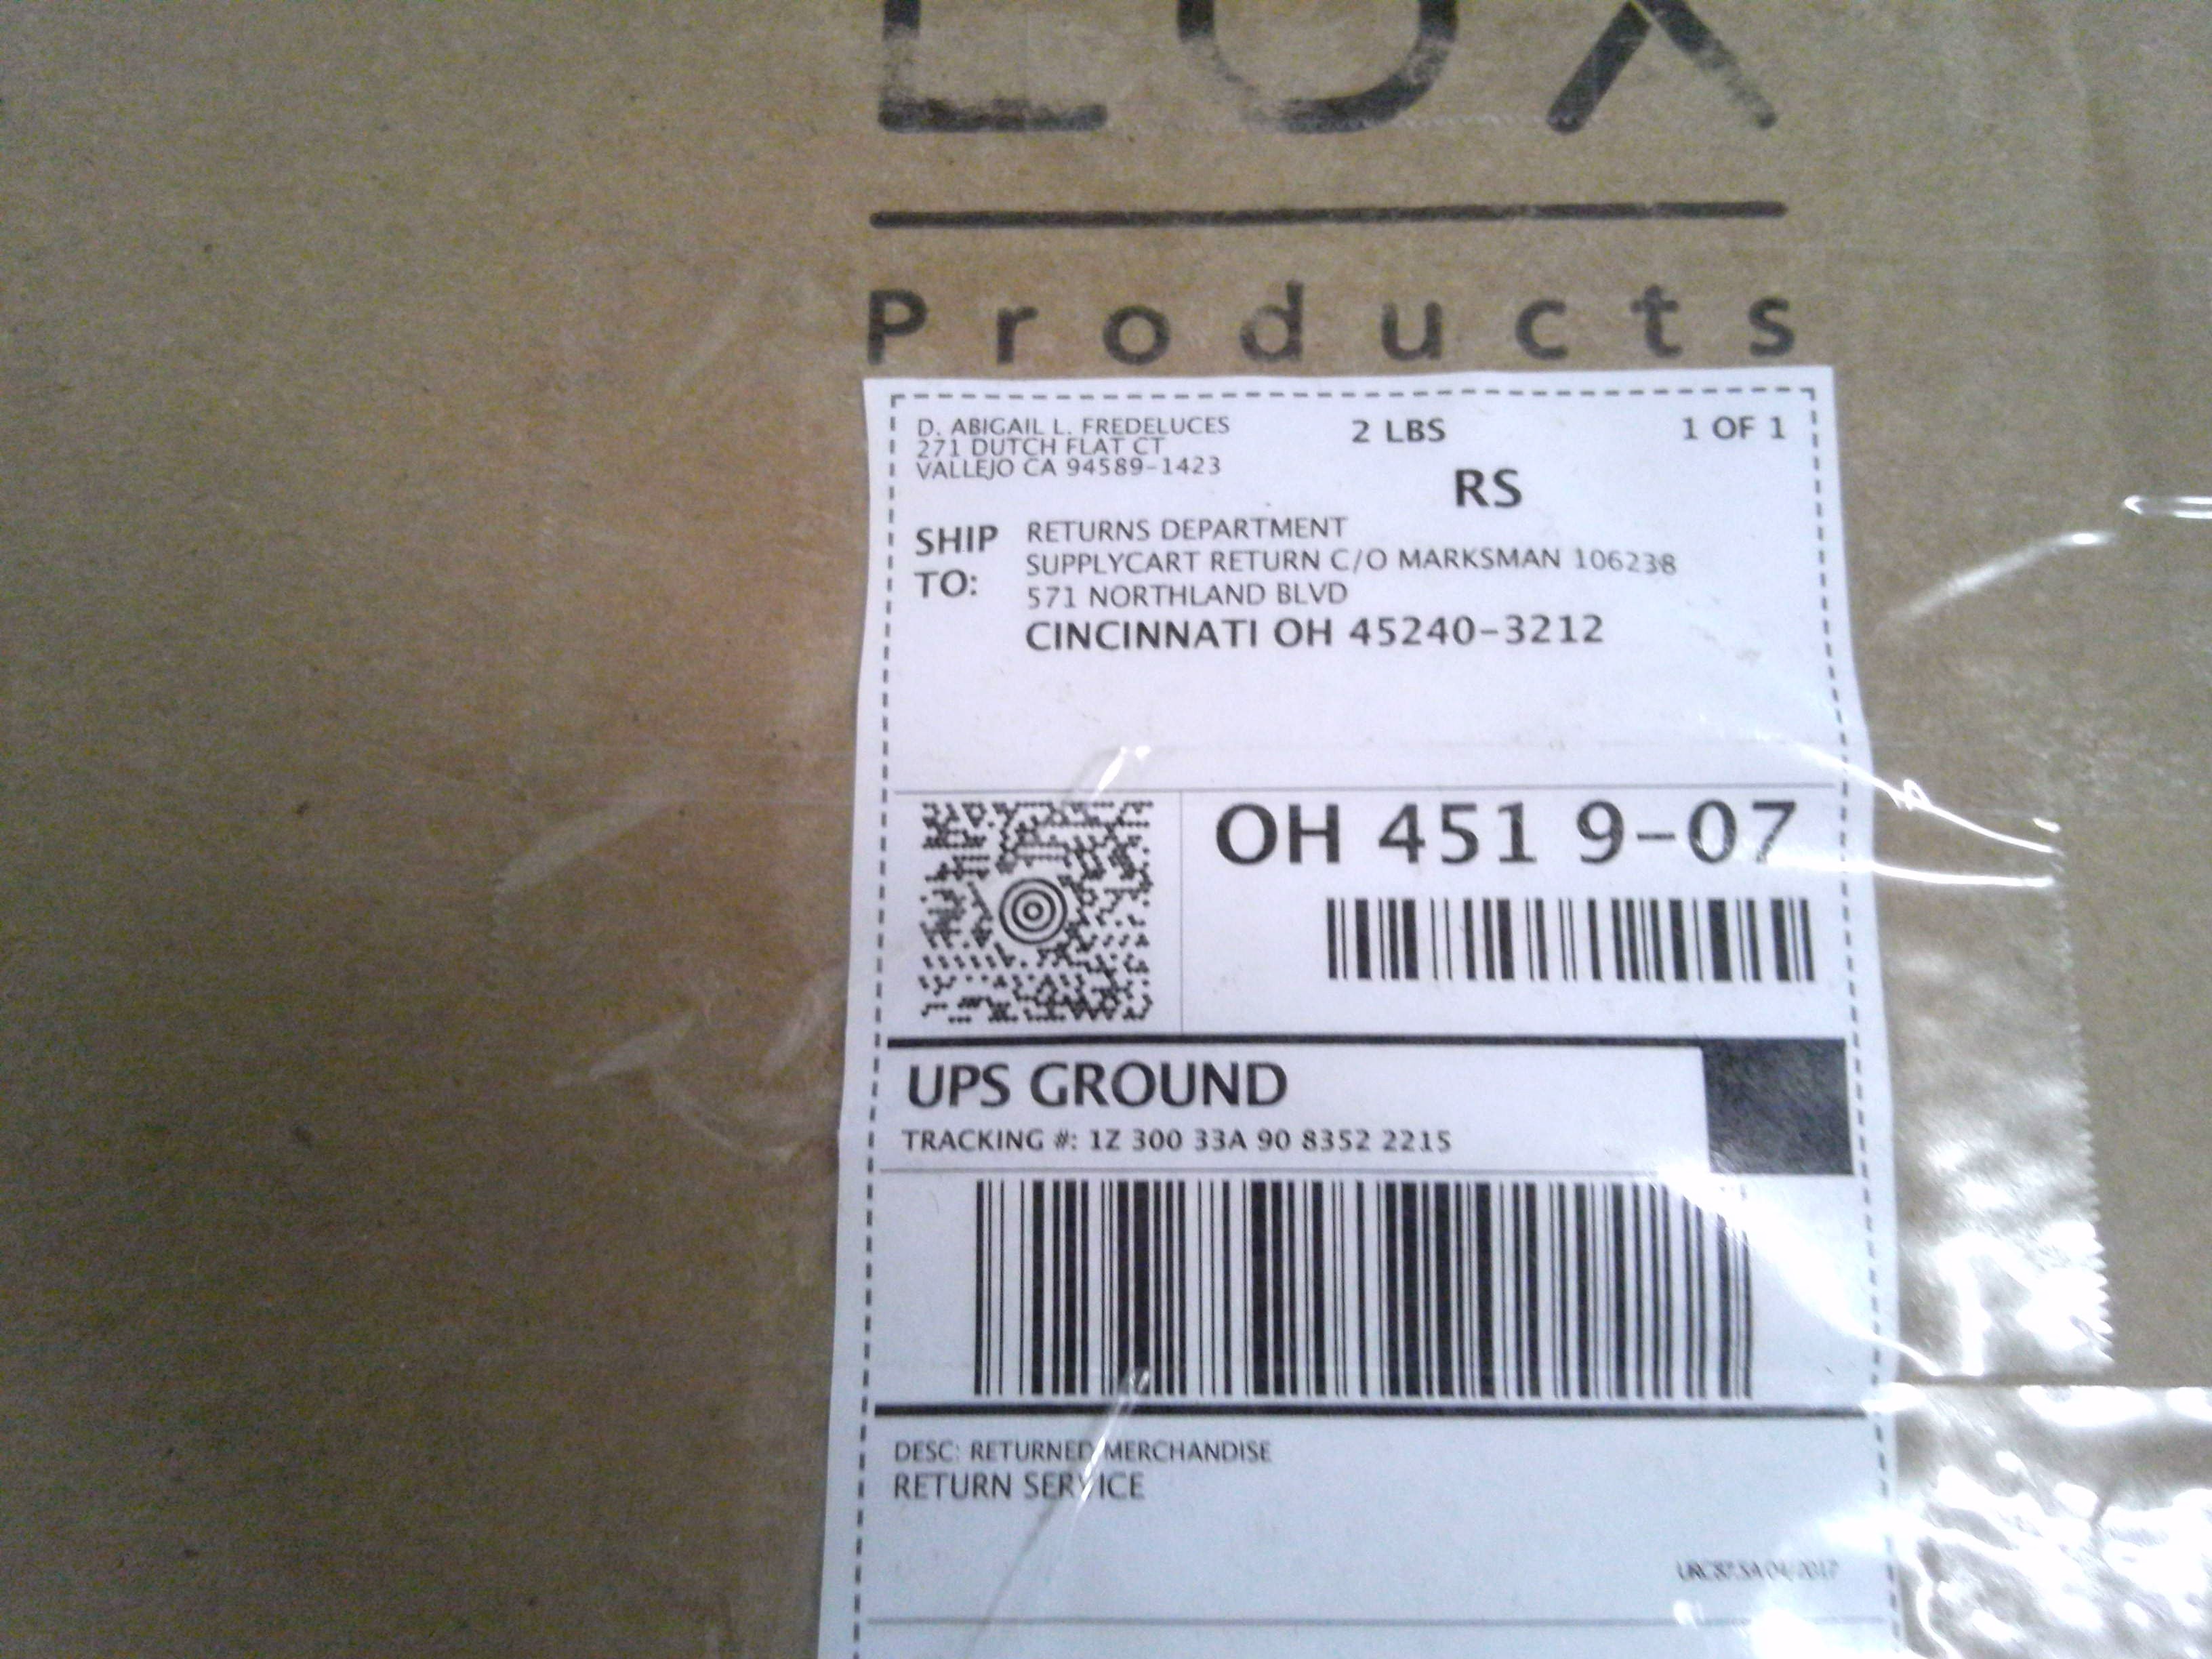 LUX
Products
D. ABIGAIL L. FREDELUCES
271 DUTCH FLAT CT
VALLEJO CA 94589-1423
2 LBS
1 OF 1
RS
SHIP TO:
RETURNS DEPARTMENT
SUPPLYCART RETURN C/O MARKSMAN 106238
571 NORTHLAND BLVD
CINCINNATI OH 45240-3212
OH 451 9-07
UPS GROUND
TRACKING #: 1Z 300 33A 90 8352 2215
DESC: RETURNED MERCHANDISE
RETURN SERVICE